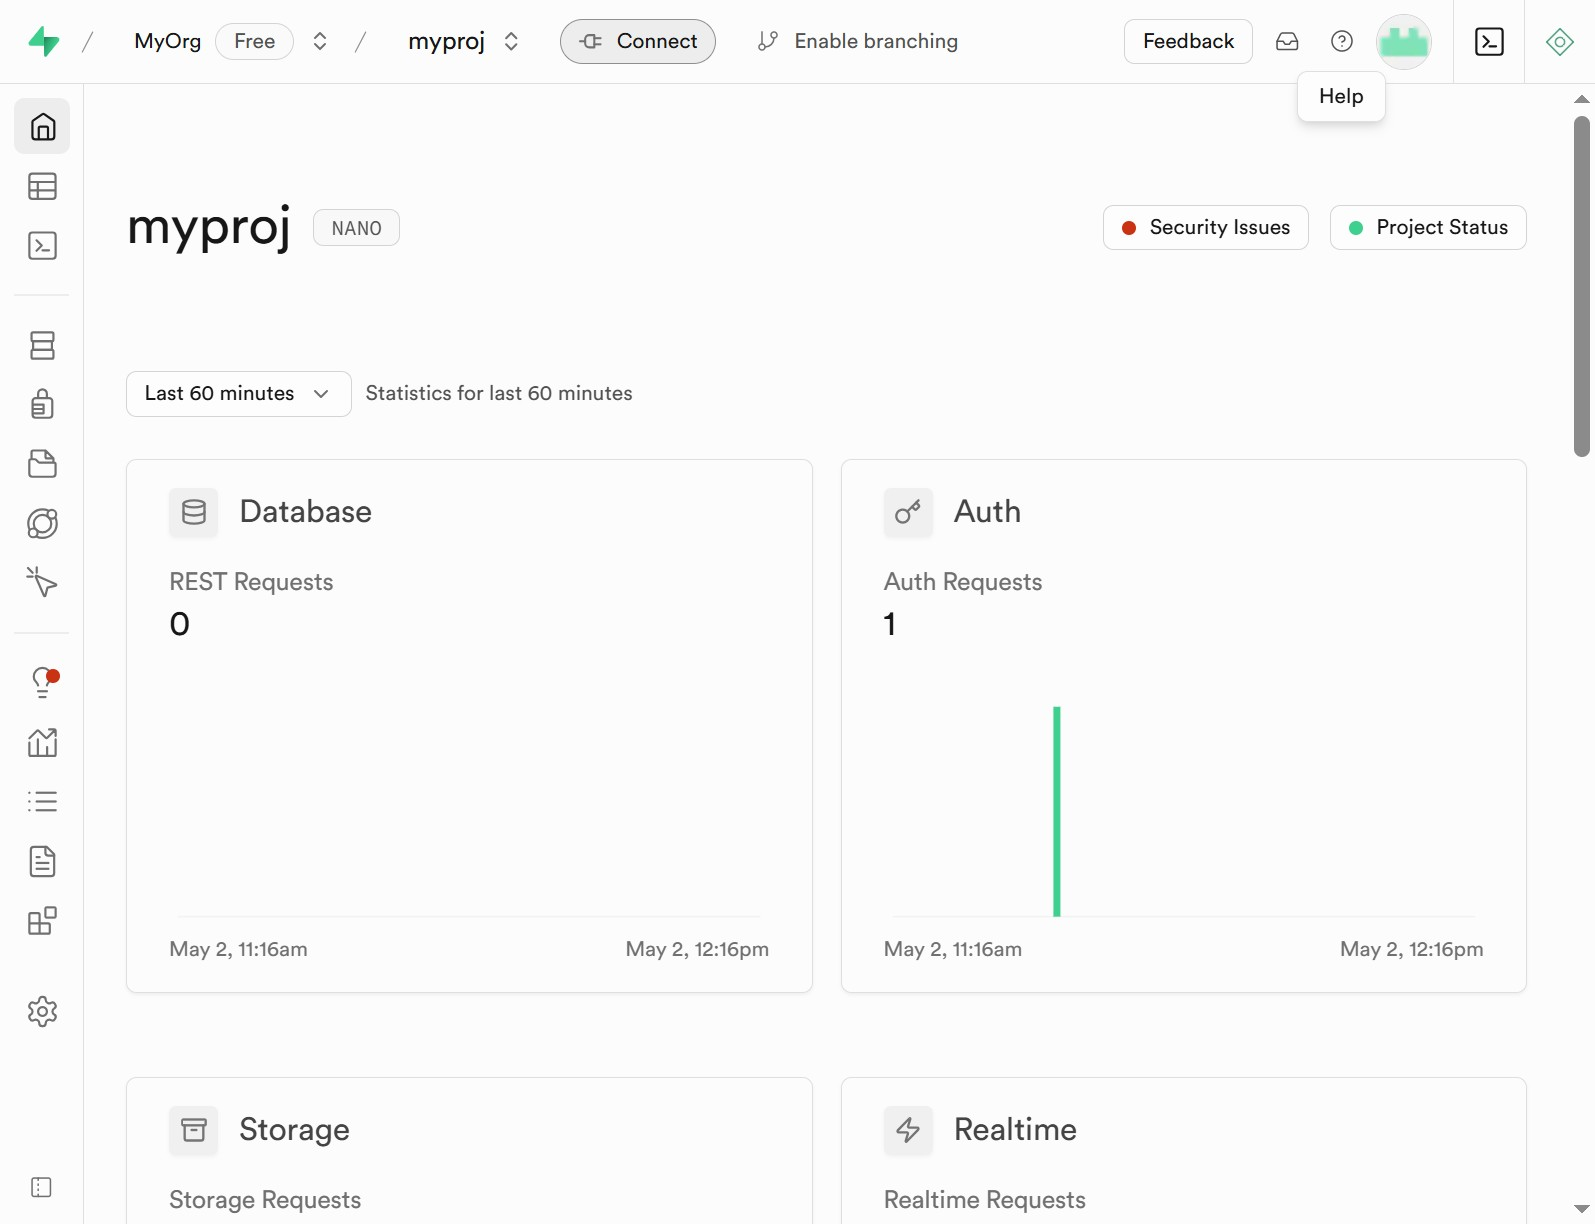 MyOrg Free myproj Connect Enable branching Feedback
Help
myproj NANO Security Issues Project Status
Last 60 minutes Statistics for last 60 minutes
Database
REST Requests
0
May 2, 11:16am May 2, 12:16pm
Auth
Auth Requests
1
May 2, 11:16am May 2, 12:16pm
Storage
Storage Requests
Realtime
Realtime Requests